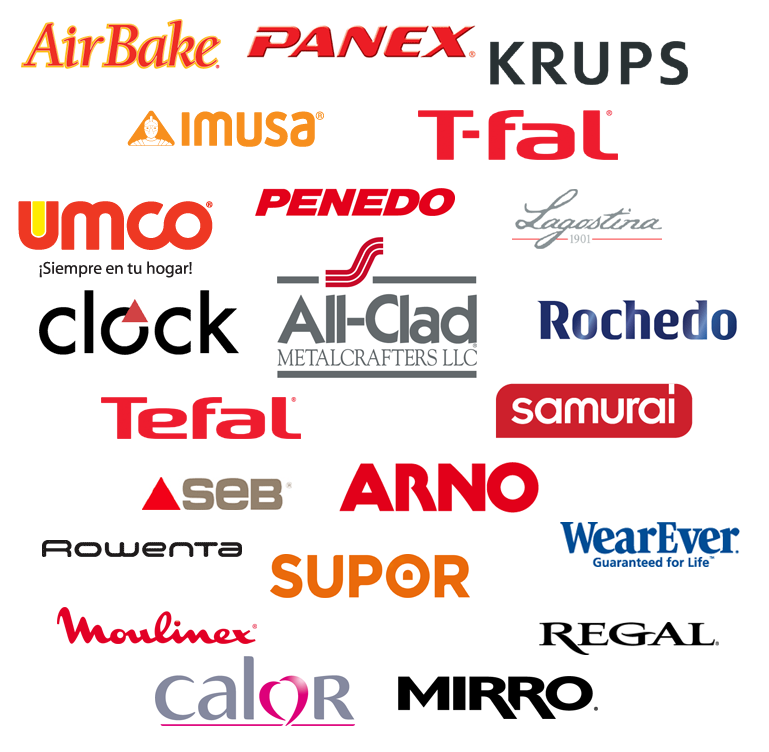 AirBake®
PANEX®
KRUPS
imusa®
T-fal®
umco®
¡Siempre en tu hogar!
PENEDO
Lagostina
1901
clock
All-Clad®
METALCRAFTERS LLC
Rochedo
Tefal®
samurai
SEB®
ARNO
ROWENTA
SUPOR
WearEver®
Guaranteed for Life™
Moulinex®
REGAL®
calor
MIRRO®